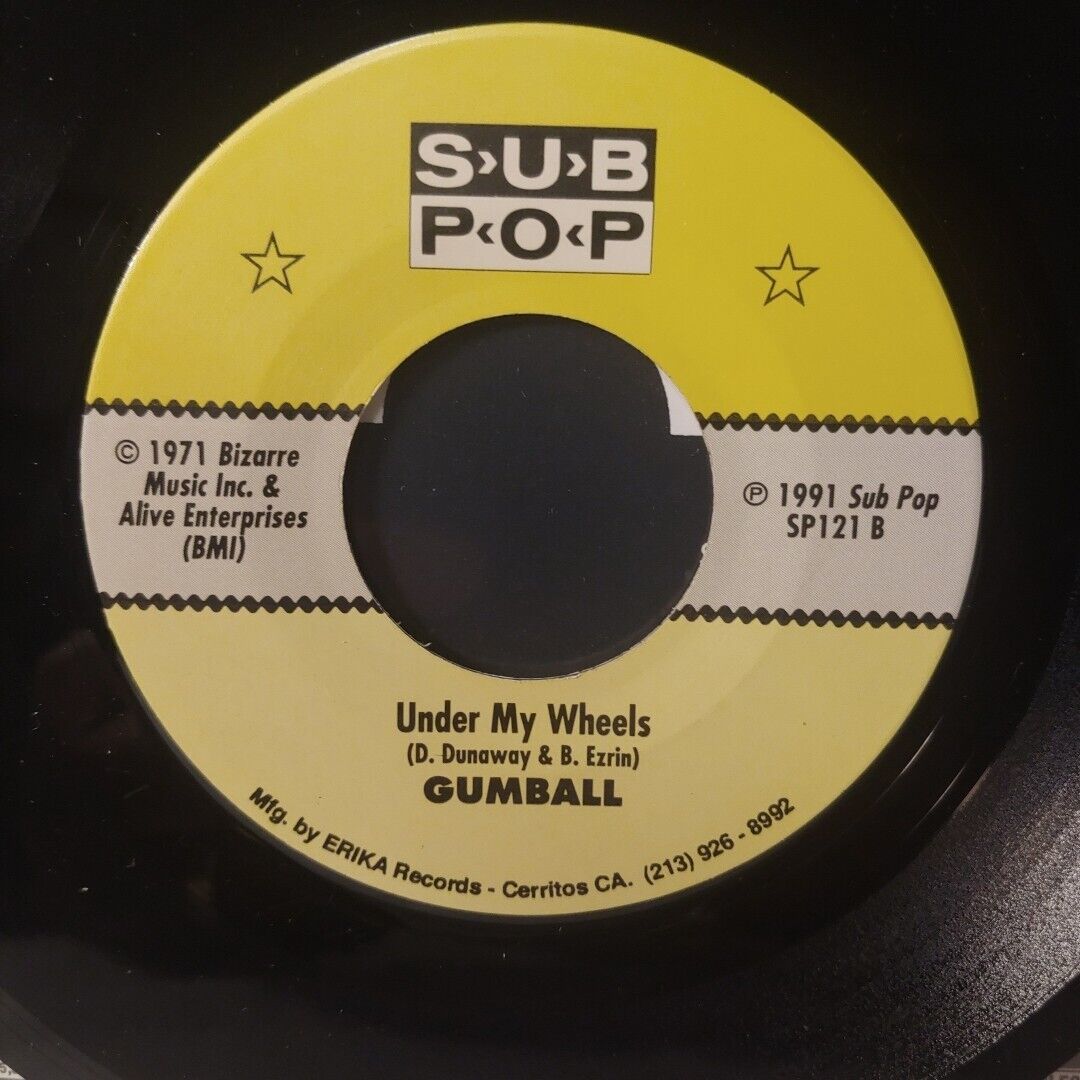 S›U›B
P‹O‹P
© 1971 Bizarre
Music Inc. &
Alive Enterprises
(BMI)
℗ 1991 Sub Pop
SP121 B
Under My Wheels
(D. Dunaway & B. Ezrin)
GUMBALL
Mfg. by ERIKA Records - Cerritos CA. (213) 926 - 8992